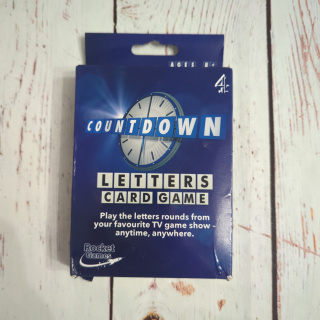 AGES 8+
4
COUNTDOWN
LETTERS
CARD GAME
Play the letters rounds from
your favourite TV game show -
anytime, anywhere.
Rocket
Games